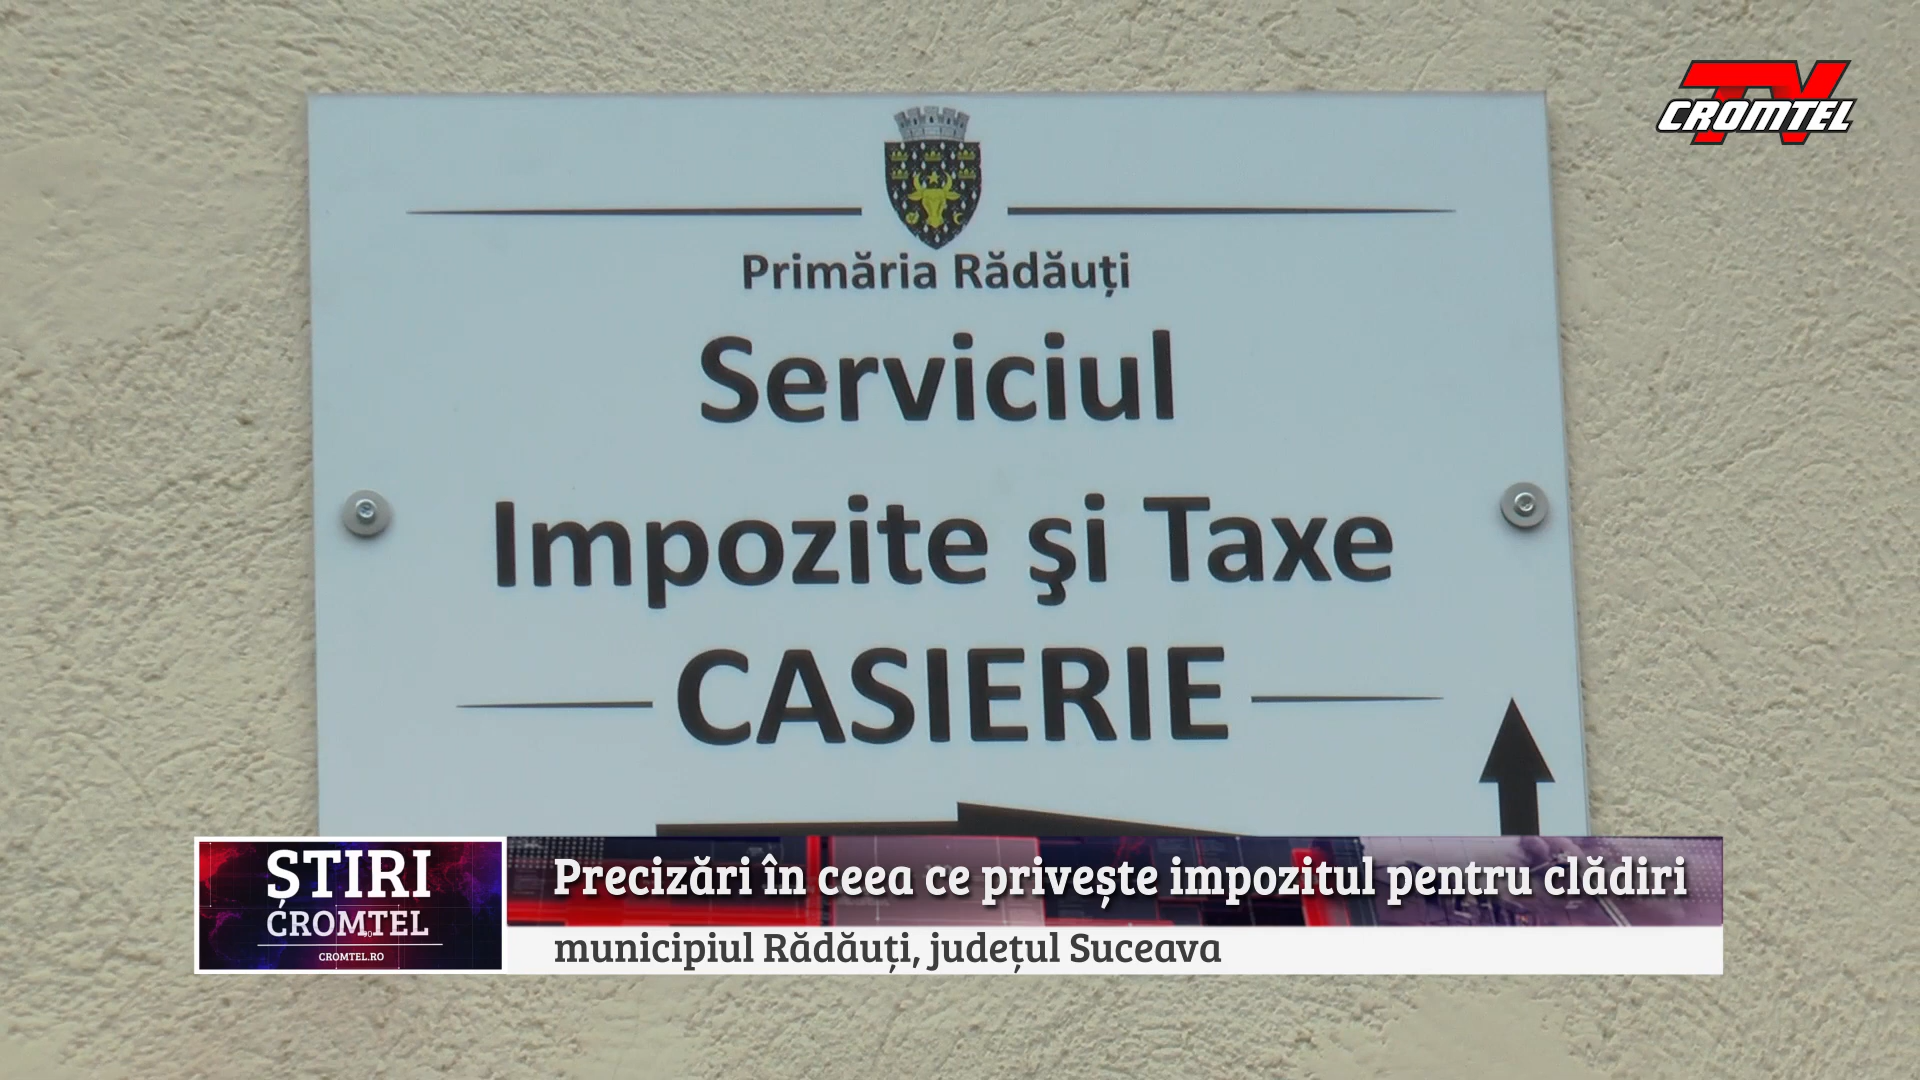 TV
CROMTEL
Primăria Rădăuți
Serviciul
Impozite şi Taxe
CASIERIE
ȘTIRI
CROMTEL
CROMTEL.RO
Precizări în ceea ce privește impozitul pentru clădiri
municipiul Rădăuți, județul Suceava